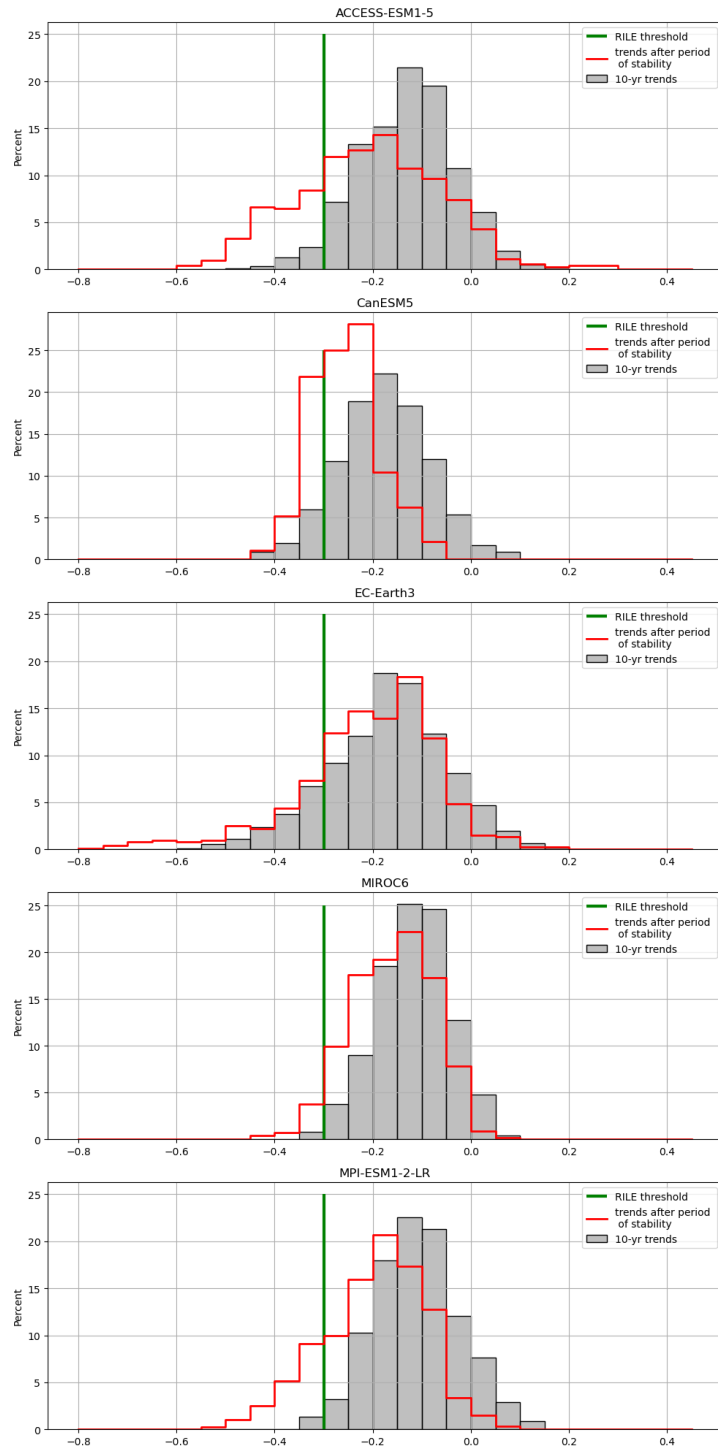 ACCESS-ESM1-5
25
20
15
10
5
0
Percent
RILE threshold
trends after period
of stability
10-yr trends
−0.8 −0.6 −0.4 −0.2 0.0 0.2 0.4
CanESM5
25
20
15
10
5
0
Percent
RILE threshold
trends after period
of stability
10-yr trends
−0.8 −0.6 −0.4 −0.2 0.0 0.2 0.4
EC-Earth3
25
20
15
10
5
0
Percent
RILE threshold
trends after period
of stability
10-yr trends
−0.8 −0.6 −0.4 −0.2 0.0 0.2 0.4
MIROC6
25
20
15
10
5
0
Percent
RILE threshold
trends after period
of stability
10-yr trends
−0.8 −0.6 −0.4 −0.2 0.0 0.2 0.4
MPI-ESM1-2-LR
25
20
15
10
5
0
Percent
RILE threshold
trends after period
of stability
10-yr trends
−0.8 −0.6 −0.4 −0.2 0.0 0.2 0.4